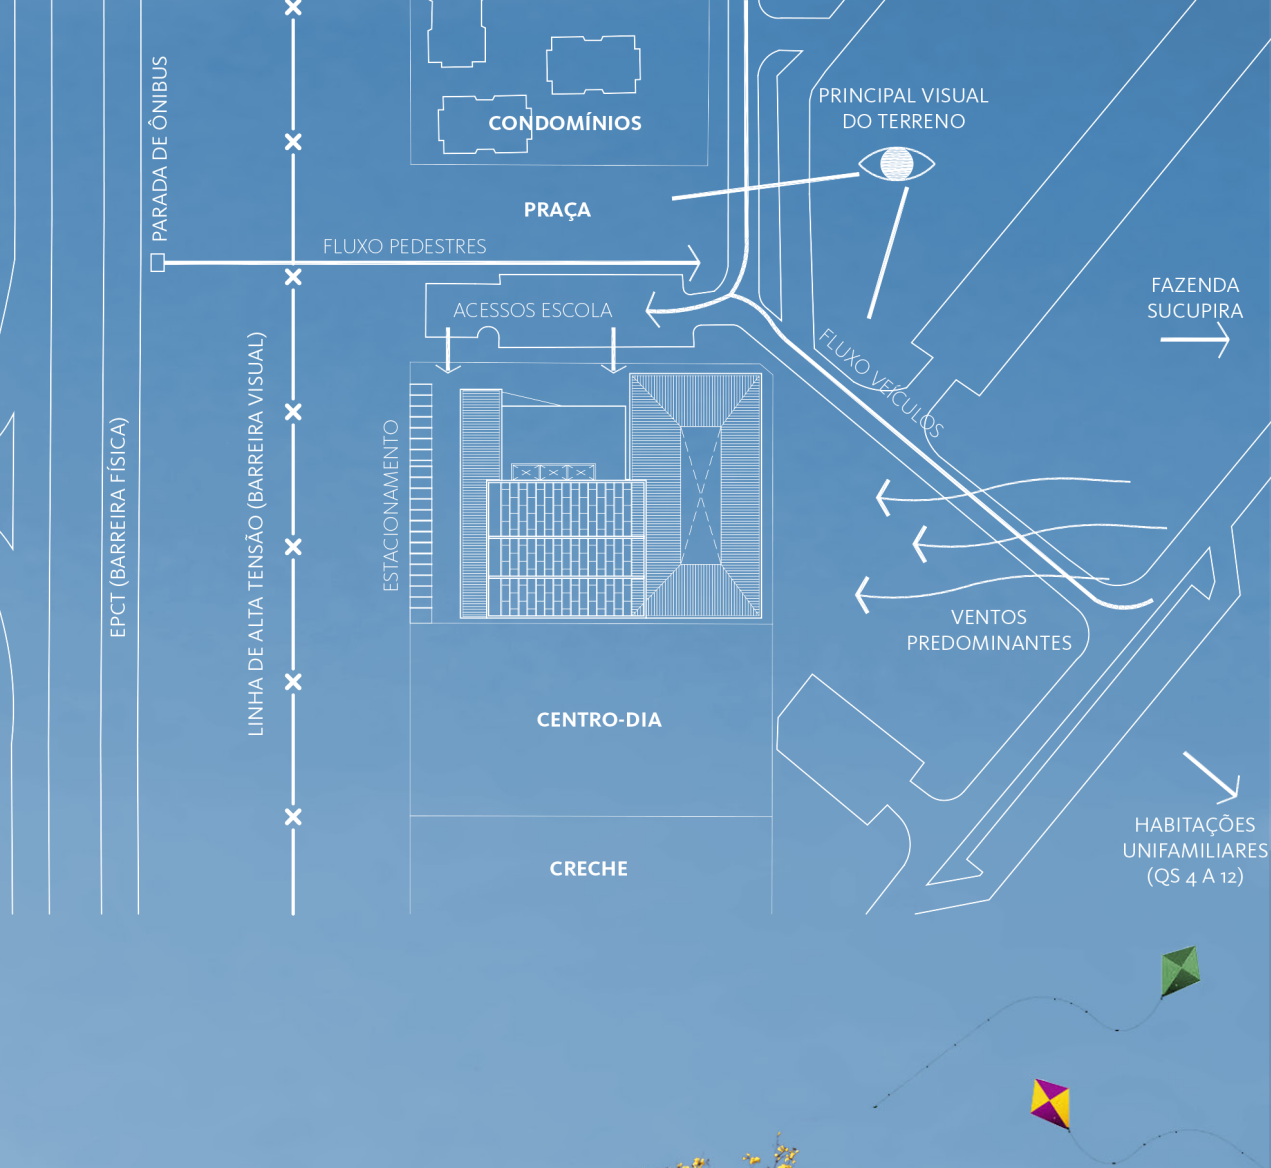 PARADA DE ÔNIBUS
CONDOMÍNIOS
PRINCIPAL VISUAL
DO TERRENO
PRAÇA
FLUXO PEDESTRES
ACESSOS ESCOLA
FAZENDA
SUCUPIRA
FLUXO VEÍCULOS
EPCT (BARREIRA FÍSICA)
LINHA DE ALTA TENSÃO (BARREIRA VISUAL)
ESTACIONAMENTO
VENTOS
PREDOMINANTES
CENTRO-DIA
HABITAÇÕES
UNIFAMILIARES
(QS 4 A 12)
CRECHE